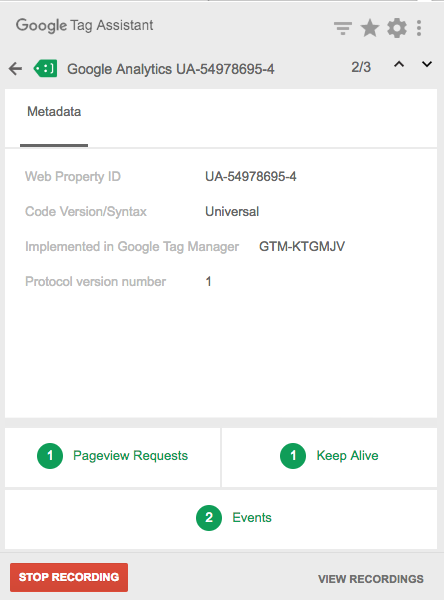 Google Tag Assistant
Google Analytics UA-54978695-4 2/3
Metadata
Web Property ID UA-54978695-4
Code Version/Syntax Universal
Implemented in Google Tag Manager GTM-KTGMJV
Protocol version number 1
1 Pageview Requests 1 Keep Alive
2 Events
STOP RECORDING VIEW RECORDINGS